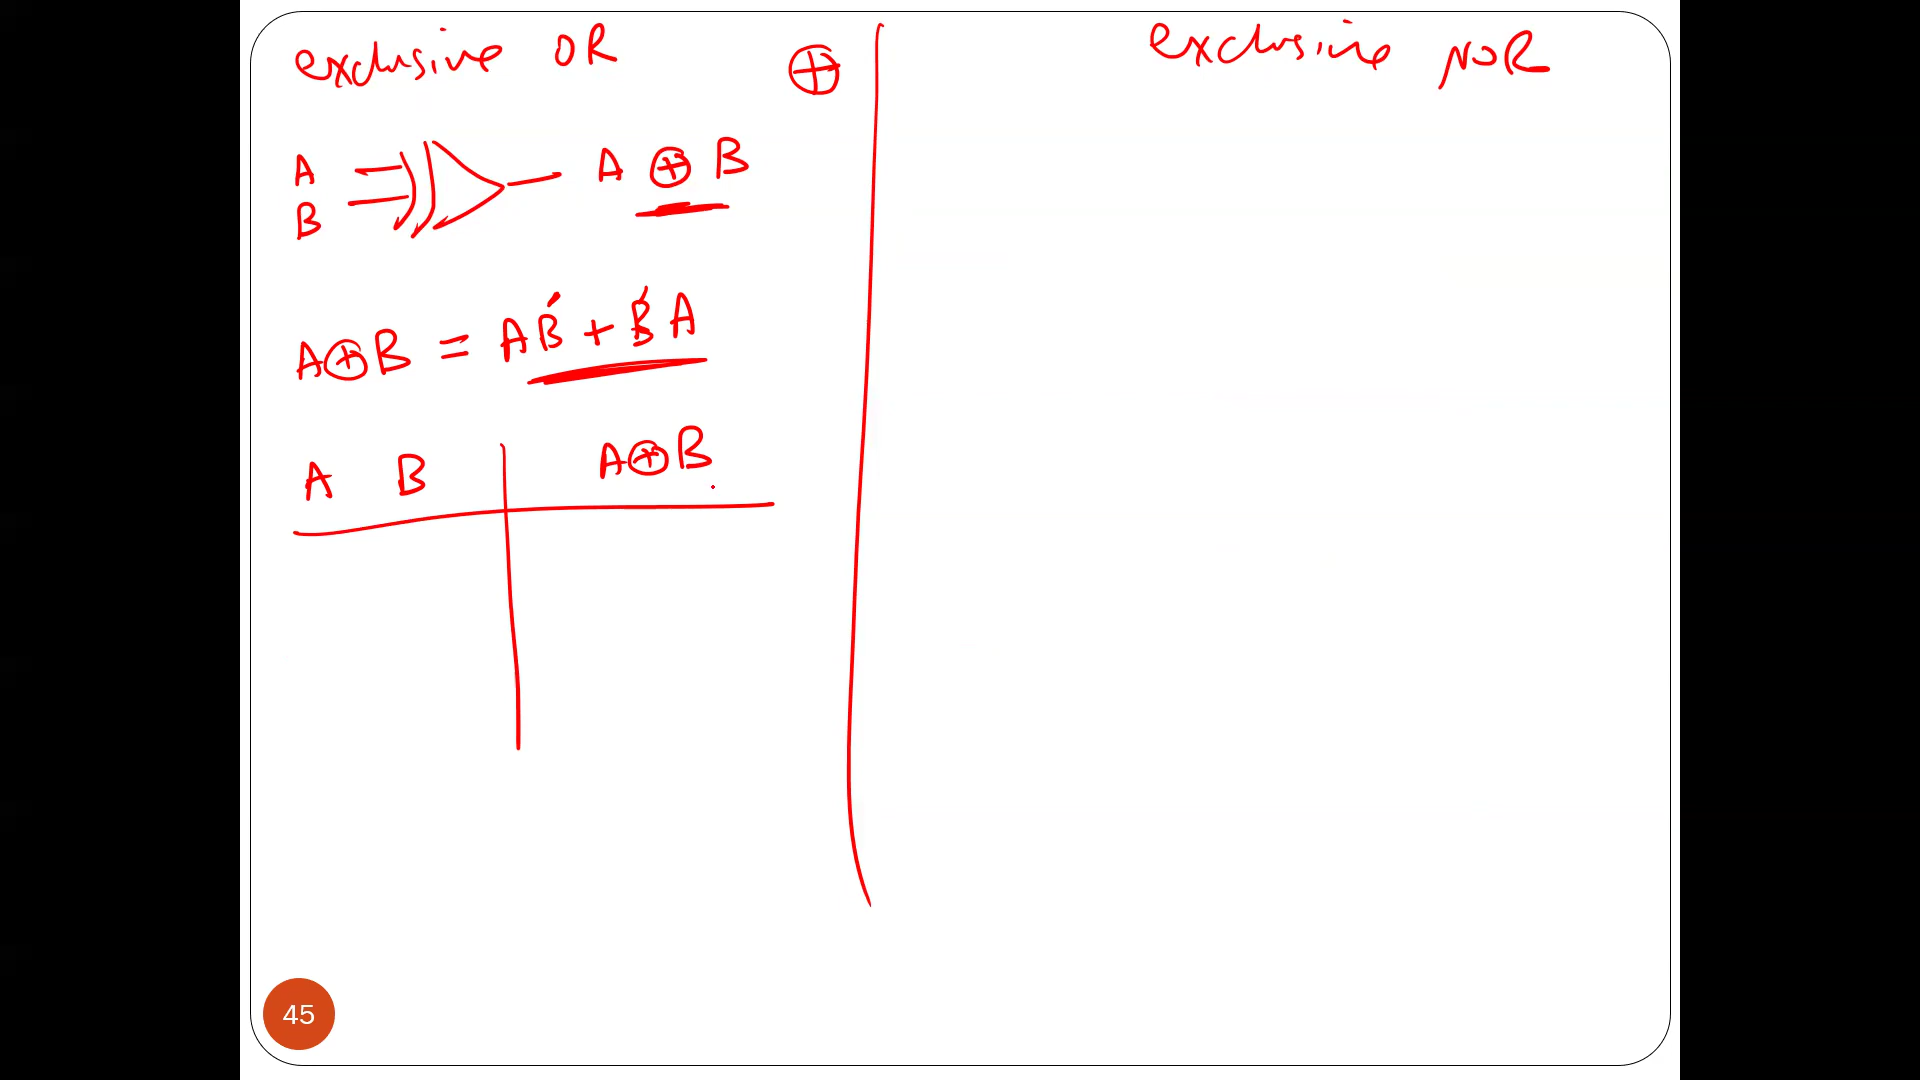 exclusive OR ⊕
A
B
A ⊕ B
A⊕B = AB' + B'A
A B A⊕B
exclusive NOR
45